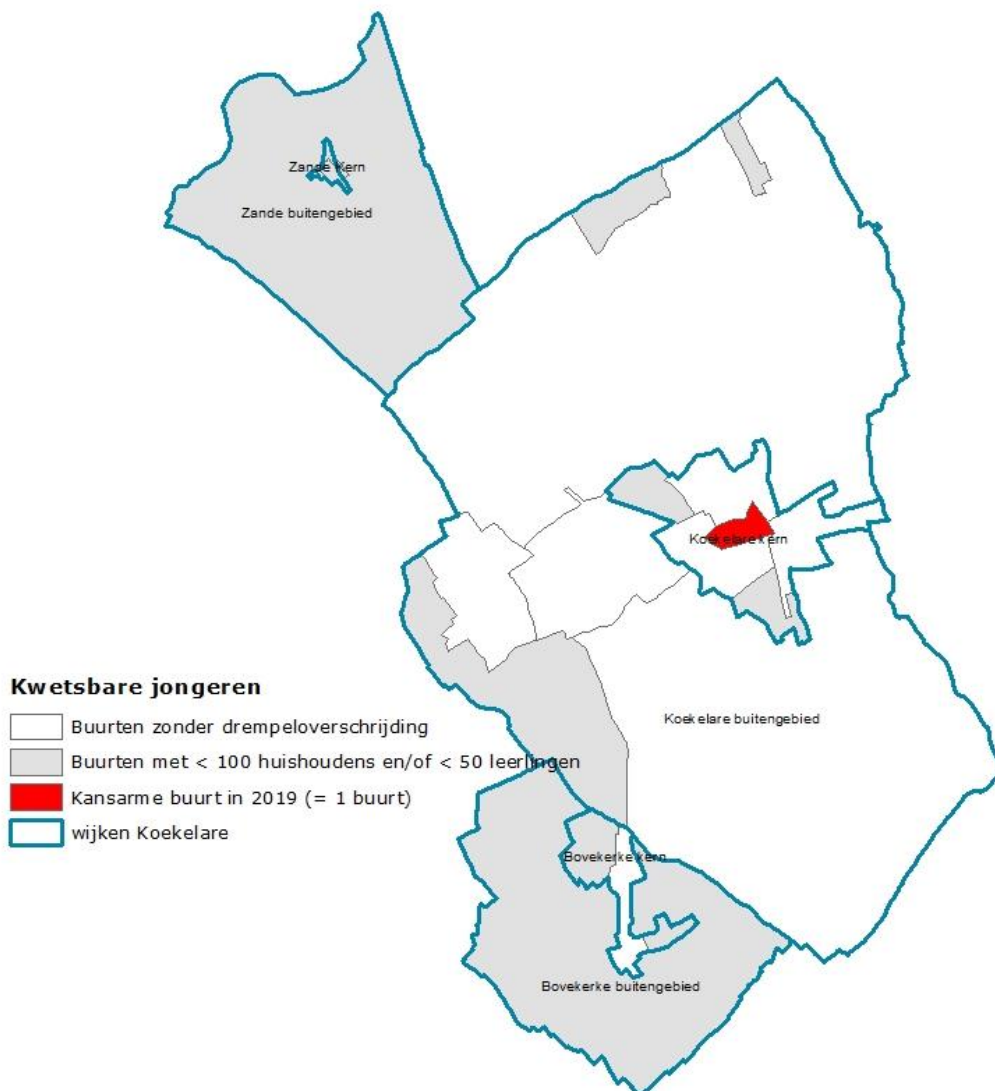 Zande Kern
Zande buitengebied
Koekelare kern
Koekelare buitengebied
Kwetsbare jongeren
Buurten zonder drempeloverschrijding
Buurten met < 100 huishoudens en/of < 50 leerlingen
Kansarme buurt in 2019 (= 1 buurt)
wijken Koekelare
Bovekerke kern
Bovekerke buitengebied